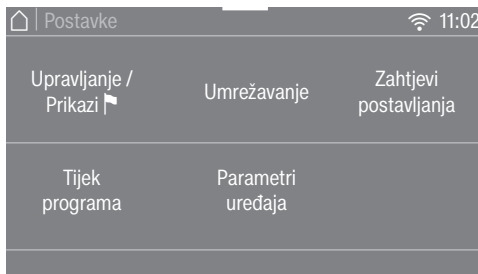 Postavke 11:02
Upravljanje / Zahtjevi
Prikazi Umrežavanje postavljanja
Tijek Parametri
programa uređaja